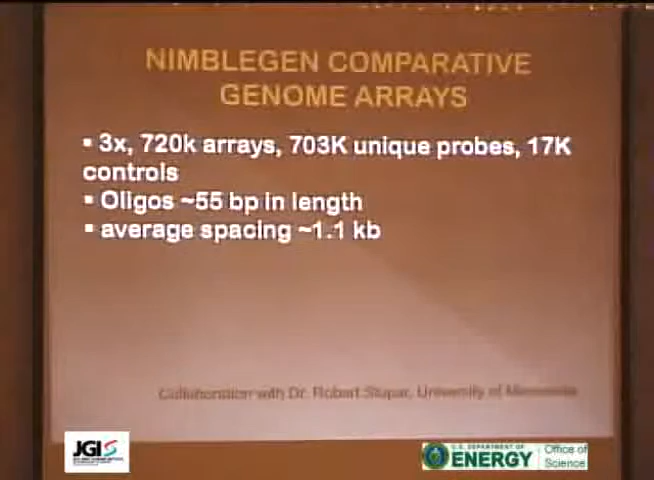 NIMBLEGEN COMPARATIVE
GENOME ARRAYS
▪ 3x, 720k arrays, 703K unique probes, 17K
controls
▪ Oligos ~55 bp in length
▪ average spacing ~1.1 kb
Collaboration with Dr. Robert Stupar, University of Minnesota
JGI
U.S. DEPARTMENT OF
ENERGY
Office of
Science